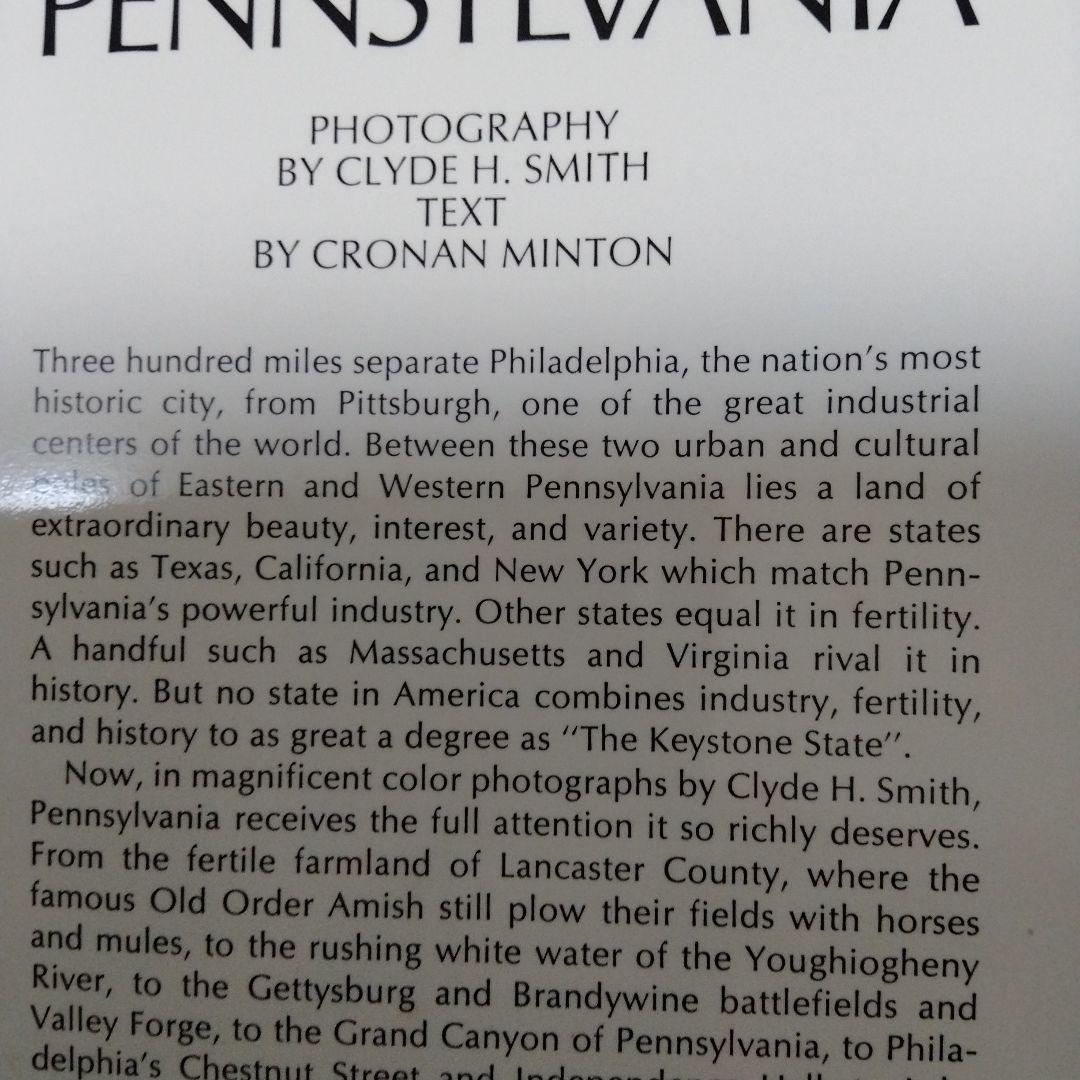 PENNSYLVANIA
PHOTOGRAPHY
BY CLYDE H. SMITH
TEXT
BY CRONAN MINTON
Three hundred miles separate Philadelphia, the nation's most
historic city, from Pittsburgh, one of the great industrial
centers of the world. Between these two urban and cultural
poles of Eastern and Western Pennsylvania lies a land of
extraordinary beauty, interest, and variety. There are states
such as Texas, California, and New York which match Penn-
sylvania's powerful industry. Other states equal it in fertility.
A handful such as Massachusetts and Virginia rival it in
history. But no state in America combines industry, fertility,
and history to as great a degree as "The Keystone State".
Now, in magnificent color photographs by Clyde H. Smith,
Pennsylvania receives the full attention it so richly deserves.
From the fertile farmland of Lancaster County, where the
famous Old Order Amish still plow their fields with horses
and mules, to the rushing white water of the Youghiogheny
River, to the Gettysburg and Brandywine battlefields and
Valley Forge, to the Grand Canyon of Pennsylvania, to Phila-
delphia's Chestnut Street and Independence Hall